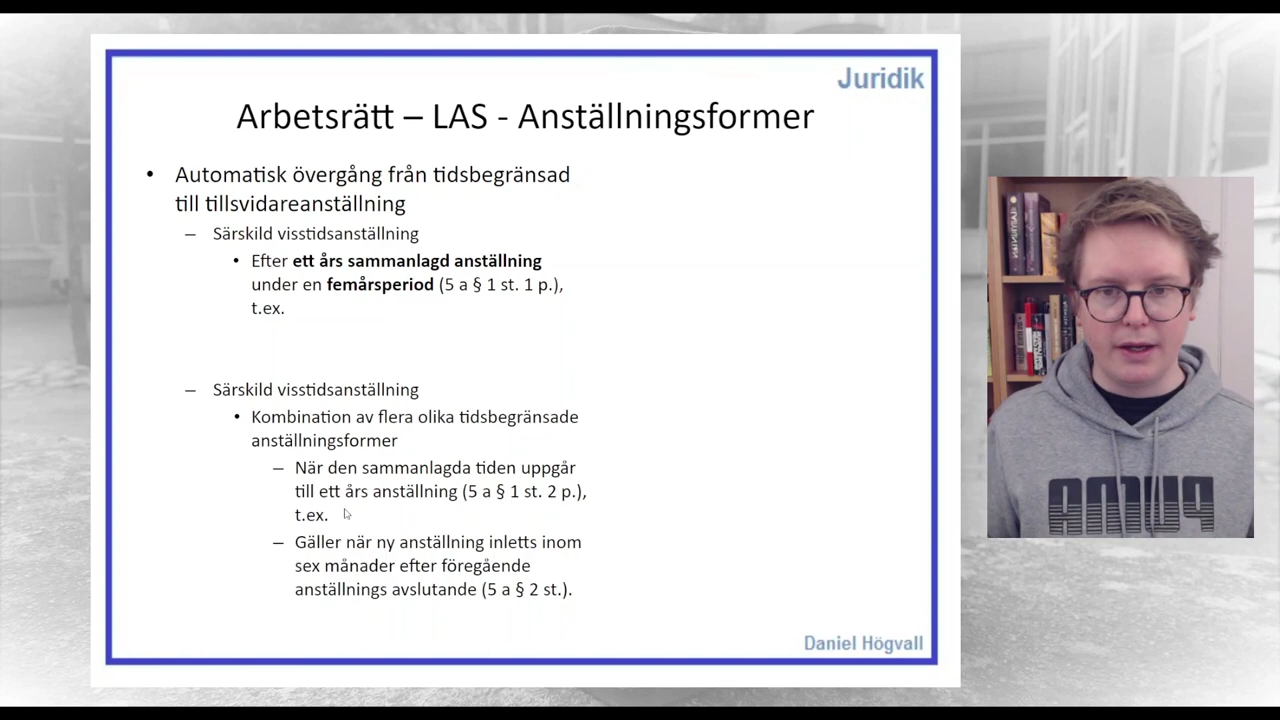 Juridik
Arbetsrätt – LAS - Anställningsformer
• Automatisk övergång från tidsbegränsad
till tillsvidareanställning
– Särskild visstidsanställning
• Efter ett års sammanlagd anställning
under en femårsperiod (5 a § 1 st. 1 p.),
t.ex.
– Särskild visstidsanställning
• Kombination av flera olika tidsbegränsade
anställningsformer
– När den sammanlagda tiden uppgår
till ett års anställning (5 a § 1 st. 2 p.),
t.ex.
– Gäller när ny anställning inletts inom
sex månader efter föregående
anställnings avslutande (5 a § 2 st.).
Daniel Högvall